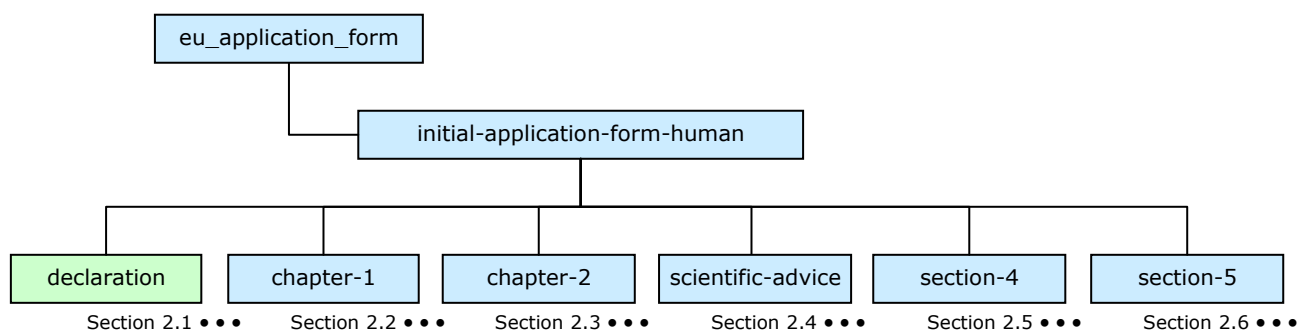 eu_application_form
initial-application-form-human
declaration
chapter-1
chapter-2
scientific-advice
section-4
section-5
Section 2.1 ● ● ●
Section 2.2 ● ● ●
Section 2.3 ● ● ●
Section 2.4 ● ● ●
Section 2.5 ● ● ●
Section 2.6 ● ● ●